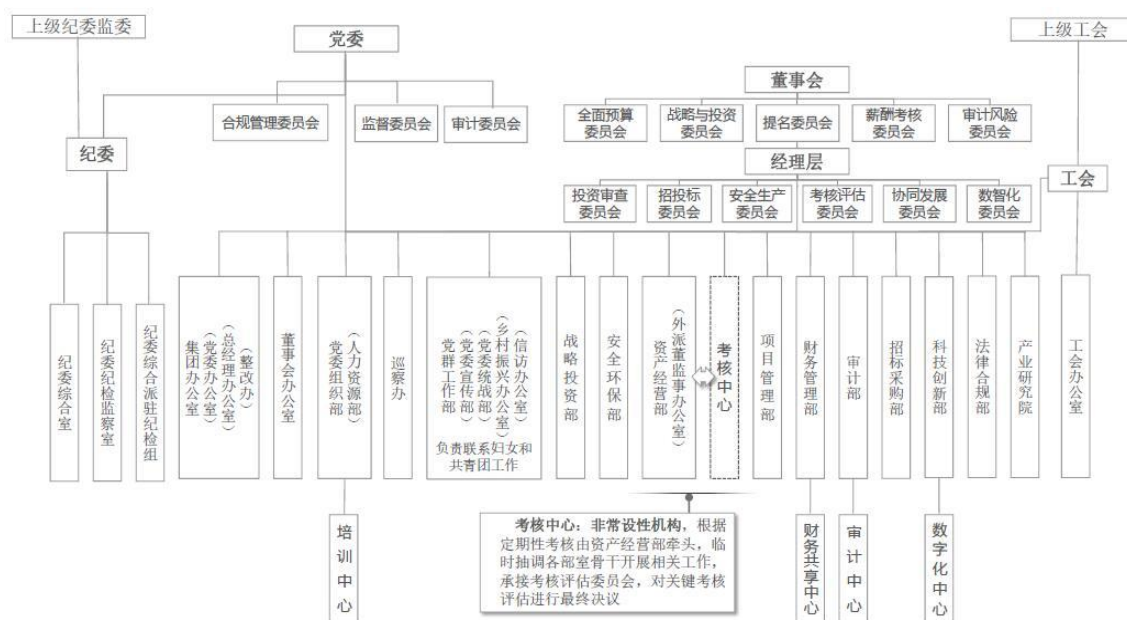 上级纪委监委
党委
上级工会
董事会
合规管理委员会
监督委员会
审计委员会
全面预算
委员会
战略与投资
委员会
提名委员会
薪酬考核
委员会
审计风险
委员会
纪委
经理层
工会
投资审查
委员会
招投标
委员会
安全生产
委员会
考核评估
委员会
协同发展
委员会
数智化
委员会
纪委综合室
纪委纪检监察室
纪委综合派驻纪检组
集团办公室
（党委办公室）
（总经理办公室）
（整改办）
董事会办公室
党委组织部
（人力资源部）
巡察办
党群工作部
（党委宣传部）
（党委统战部）
（乡村振兴办公室）
（信访办公室）
负责联系妇女和
共青团工作
战略投资部
安全环保部
资产经营部
（外派董监事办公室）
考核中心
项目管理部
财务管理部
审计部
招标采购部
科技创新部
法律合规部
产业研究院
工会办公室
培训中心
考核中心：非常设性机构，根据
定期性考核由资产经营部牵头，临
时抽调各部室骨干开展相关工作，
承接考核评估委员会，对关键考核
评估进行最终决议
财务共享中心
审计中心
数字化中心